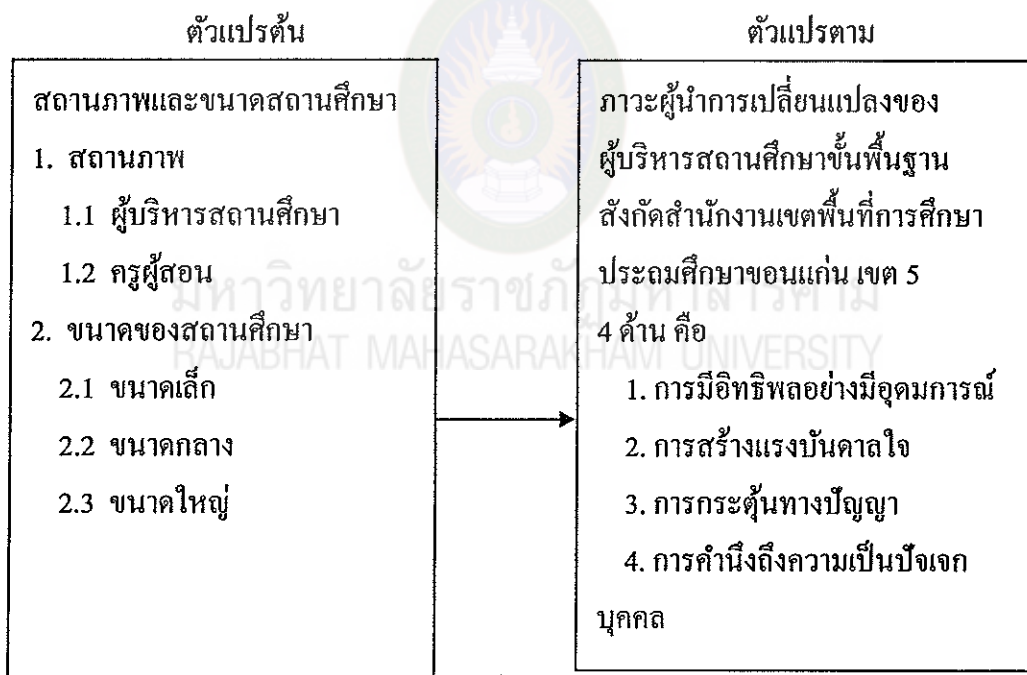 ตัวแปรต้น
สถานภาพและขนาดสถานศึกษา
1. สถานภาพ
1.1 ผู้บริหารสถานศึกษา
1.2 ครูผู้สอน
2. ขนาดของสถานศึกษา
2.1 ขนาดเล็ก
2.2 ขนาดกลาง
2.3 ขนาดใหญ่
ตัวแปรตาม
ภาวะผู้นำการเปลี่ยนแปลงของ
ผู้บริหารสถานศึกษาขั้นพื้นฐาน
สังกัดสำนักงานเขตพื้นที่การศึกษา
ประถมศึกษาขอนแก่น เขต 5
4 ด้าน คือ
1. การมีอิทธิพลอย่างมีอุดมการณ์
2. การสร้างแรงบันดาลใจ
3. การกระตุ้นทางปัญญา
4. การคำนึงถึงความเป็นปัจเจก
บุคคล
มหาวิทยาลัยราชภัฏมหาสารคาม
RAJABHAT MAHASARAKHAM UNIVERSITY